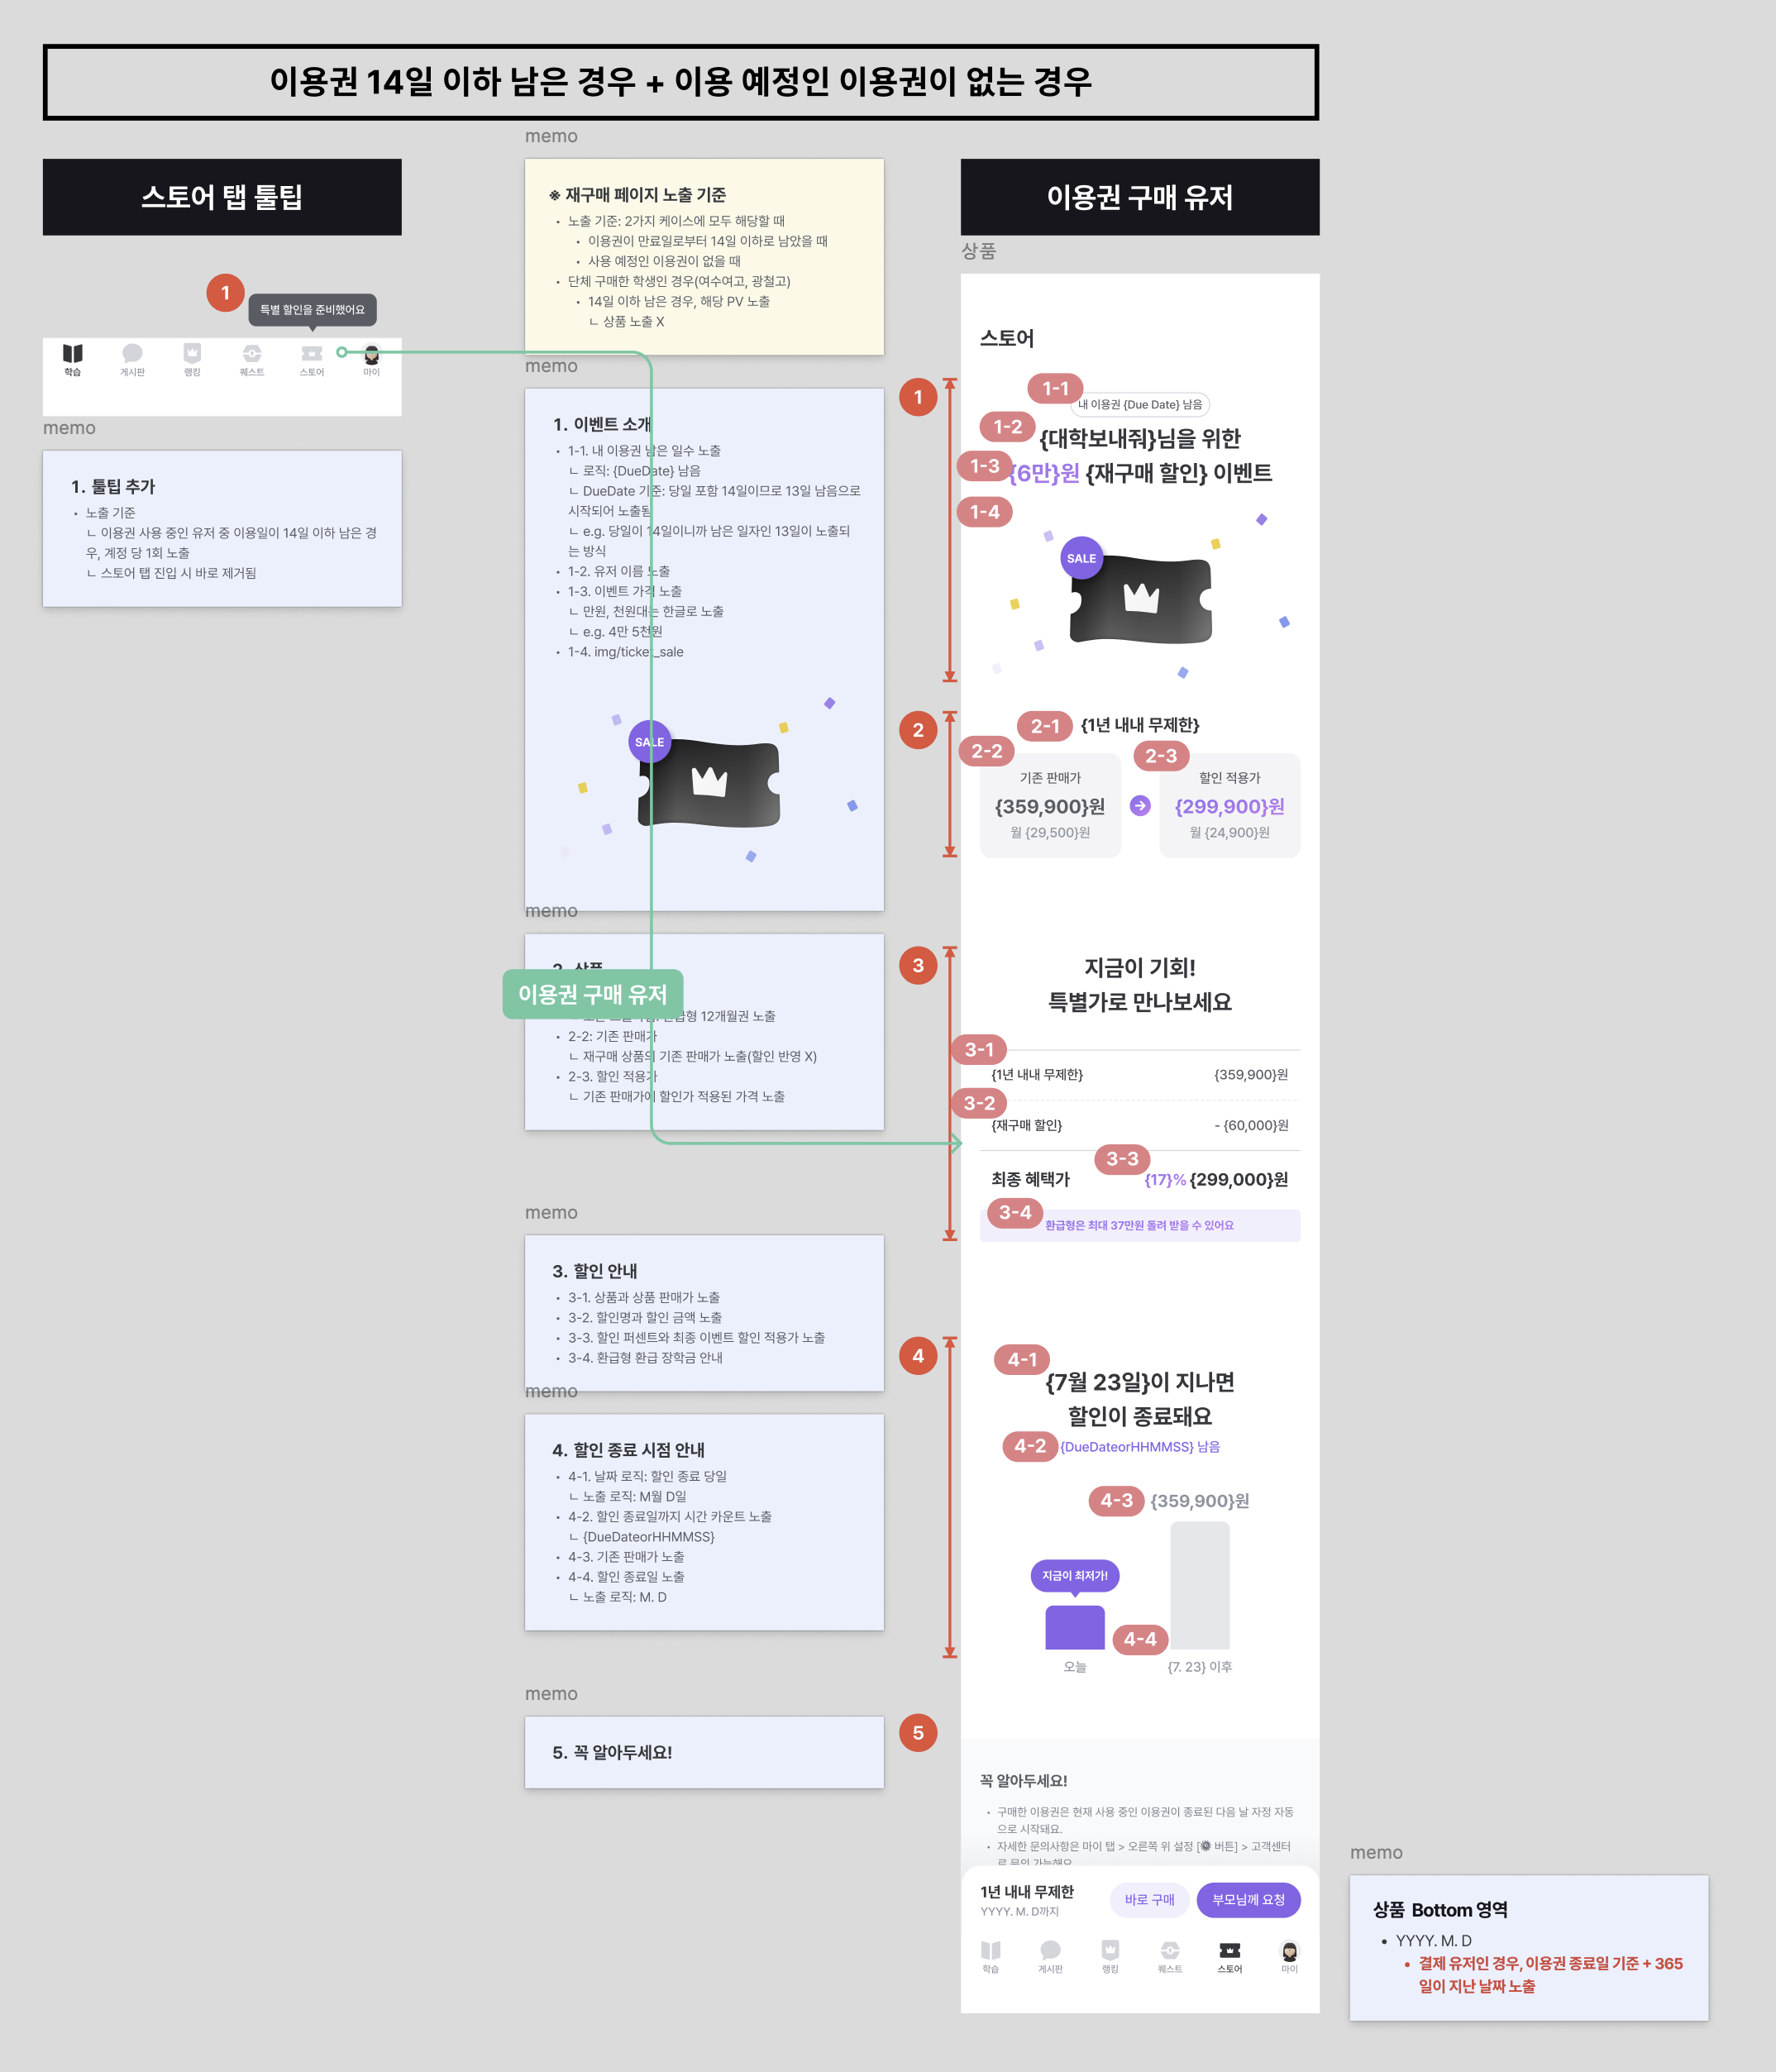 이용권 14일 이하 남은 경우 + 이용 예정인 이용권이 없는 경우
스토어 탭 툴팁
1
특별 할인을 준비했어요
학습
게시판
랭킹
퀘스트
스토어
마이
memo
1. 툴팁 추가
• 노출 기준
ㄴ 이용권 사용 중인 유저 중 이용일이 14일 이하 남은 경
우, 계정 당 1회 노출
ㄴ 스토어 탭 진입 시 바로 제거됨
memo
※ 재구매 페이지 노출 기준
• 노출 기준: 2가지 케이스에 모두 해당할 때
• 이용권이 만료일로부터 14일 이하로 남았을 때
• 사용 예정인 이용권이 없을 때
• 단체 구매한 학생인 경우(여수여고, 광철고)
• 14일 이하 남은 경우, 해당 PV 노출
ㄴ 상품 노출 X
memo
1. 이벤트 소개
• 1-1. 내 이용권 남은 일수 노출
ㄴ 로직: {DueDate} 남음
ㄴ DueDate 기준: 당일 포함 14일이므로 13일 남음으로
시작되어 노출됨
ㄴ e.g. 당일이 14일이니까 남은 일자인 13일이 노출되
는 방식
• 1-2. 유저 이름 노출
• 1-3. 이벤트 가격 노출
ㄴ 만원, 천원대는 한글로 노출
ㄴ e.g. 4만 5천원
• 1-4. img/ticket_sale
SALE
memo
2. 상품
이용권 구매 유저
12개월권 노출
• 2-2: 기존 판매가
ㄴ 재구매 상품의 기존 판매가 노출(할인 반영 X)
• 2-3. 할인 적용가
ㄴ 기존 판매가에 할인가 적용된 가격 노출
memo
3. 할인 안내
• 3-1. 상품과 상품 판매가 노출
• 3-2. 할인명과 할인 금액 노출
• 3-3. 할인 퍼센트와 최종 이벤트 할인 적용가 노출
• 3-4. 환급형 환급 장학금 안내
memo
4. 할인 종료 시점 안내
• 4-1. 날짜 로직: 할인 종료 당일
ㄴ 노출 로직: M월 D일
• 4-2. 할인 종료일까지 시간 카운트 노출
ㄴ {DueDateorHHMMSS}
• 4-3. 기존 판매가 노출
• 4-4. 할인 종료일 노출
ㄴ 노출 로직: M. D
memo
5. 꼭 알아두세요!
이용권 구매 유저
상품
스토어
1
1-1
내 이용권 {Due Date} 남음
1-2
{대학보내줘}님을 위한
1-3
{6만}원 {재구매 할인} 이벤트
1-4
SALE
2
2-1
{1년 내내 무제한}
2-2
2-3
기존 판매가
할인 적용가
{359,900}원
{299,900}원
월 {29,500}원
월 {24,900}원
3
지금이 기회!
특별가로 만나보세요
3-1
{1년 내내 무제한}
{359,900}원
3-2
{재구매 할인}
- {60,000}원
3-3
최종 혜택가
{17}% {299,000}원
3-4
환급형은 최대 37만원 돌려 받을 수 있어요
4
4-1
{7월 23일}이 지나면
할인이 종료돼요
4-2
{DueDateorHHMMSS} 남음
4-3
{359,900}원
지금이 최저가!
4-4
오늘
{7. 23} 이후
5
꼭 알아두세요!
• 구매한 이용권은 현재 사용 중인 이용권이 종료된 다음 날 자정 자동
으로 시작돼요.
• 자세한 문의사항은 마이 탭 > 오른쪽 위 설정 [ 버튼] > 고객센터
로 문의 가능해요
1년 내내 무제한
YYYY. M. D까지
바로 구매
부모님께 요청
학습
게시판
랭킹
퀘스트
스토어
마이
memo
상품 Bottom 영역
• YYYY. M. D
• 결제 유저인 경우, 이용권 종료일 기준 + 365
일이 지난 날짜 노출